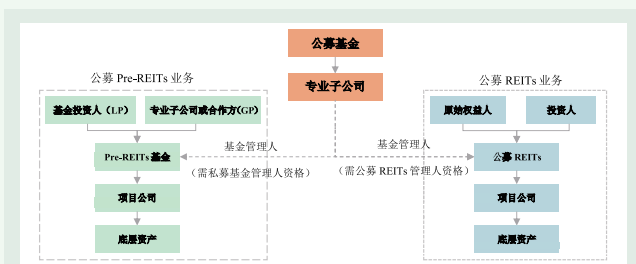 公募基金
专业子公司
公募 Pre-REITs 业务
公募 REITs 业务
基金投资人（LP）
专业子公司或合作方(GP)
原始权益人
投资人
基金管理人
基金管理人
Pre-REITs 基金
公募 REITs
（需私募基金管理人资格）
（需公募 REITs 管理人资格）
项目公司
项目公司
底层资产
底层资产